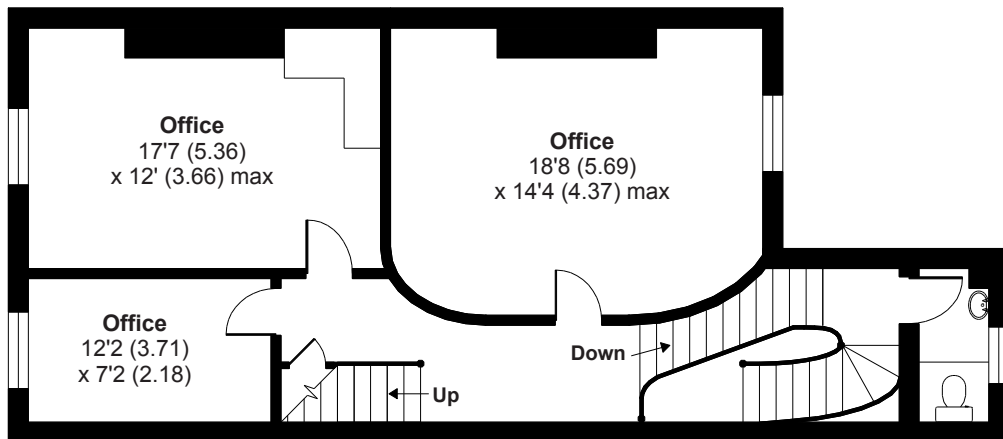 Office
17'7 (5.36)
x 12' (3.66) max
Office
18'8 (5.69)
x 14'4 (4.37) max
Office
12'2 (3.71)
x 7'2 (2.18)
Down
Up